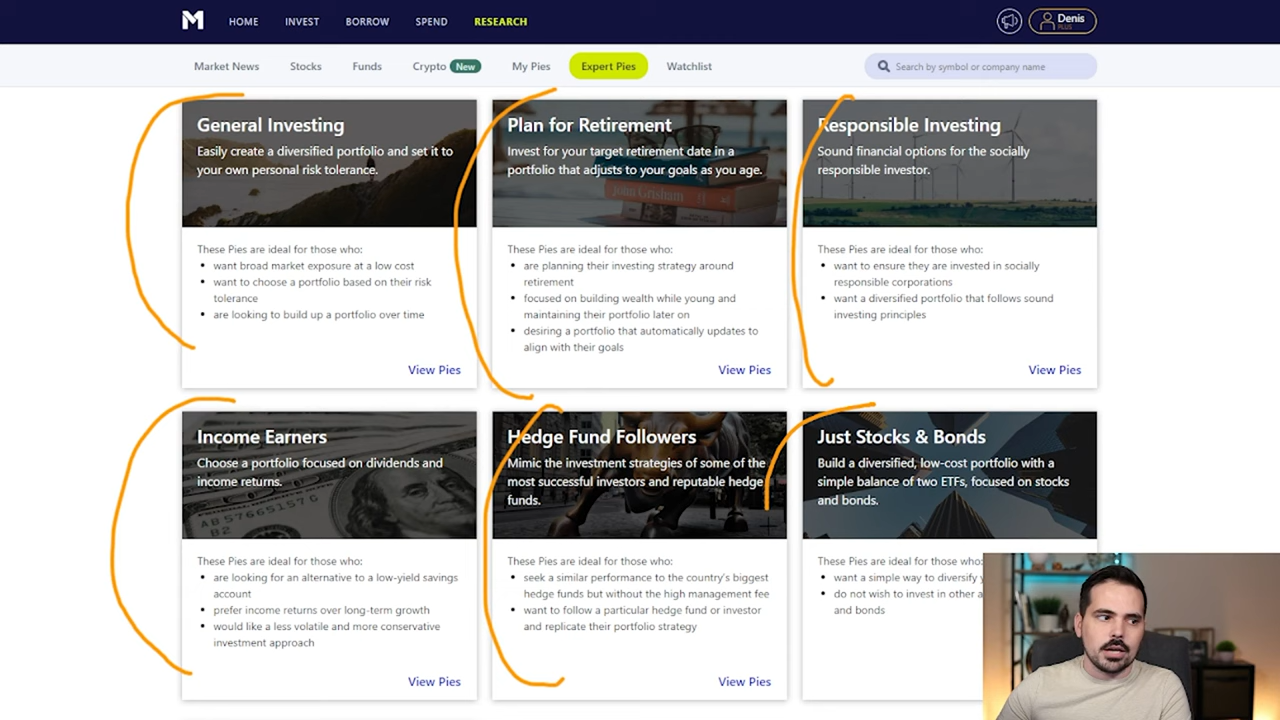 M HOME INVEST BORROW SPEND RESEARCH Denis
PLUS
Market News Stocks Funds Crypto New My Pies Expert Pies Watchlist Search by symbol or company name
General Investing
Easily create a diversified portfolio and set it to
your own personal risk tolerance.
These Pies are ideal for those who:
want broad market exposure at a low cost
want to choose a portfolio based on their risk
tolerance
are looking to build up a portfolio over time
View Pies
Plan for Retirement
Invest for your target retirement date in a
portfolio that adjusts to your goals as you age.
John Grisham
These Pies are ideal for those who:
are planning their investing strategy around
retirement
focused on building wealth while young and
maintaining their portfolio later on
desiring a portfolio that automatically updates to
align with their goals
View Pies
Responsible Investing
Sound financial options for the socially
responsible investor.
These Pies are ideal for those who:
want to ensure they are invested in socially
responsible corporations
want a diversified portfolio that follows sound
investing principles
View Pies
Income Earners
Choose a portfolio focused on dividends and
income returns.
AB 57665157
B2
These Pies are ideal for those who:
are looking for an alternative to a low-yield savings
account
prefer income returns over long-term growth
would like a less volatile and more conservative
investment approach
View Pies
Hedge Fund Followers
Mimic the investment strategies of some of the
most successful investors and reputable hedge
funds.
These Pies are ideal for those who:
seek a similar performance to the country's biggest
hedge funds but without the high management fee
want to follow a particular hedge fund or investor
and replicate their portfolio strategy
View Pies
Just Stocks & Bonds
Build a diversified, low-cost portfolio with a
simple balance of two ETFs, focused on stocks
and bonds.
These Pies are ideal for those who:
want a simple way to diversify
do not wish to invest in other
and bonds